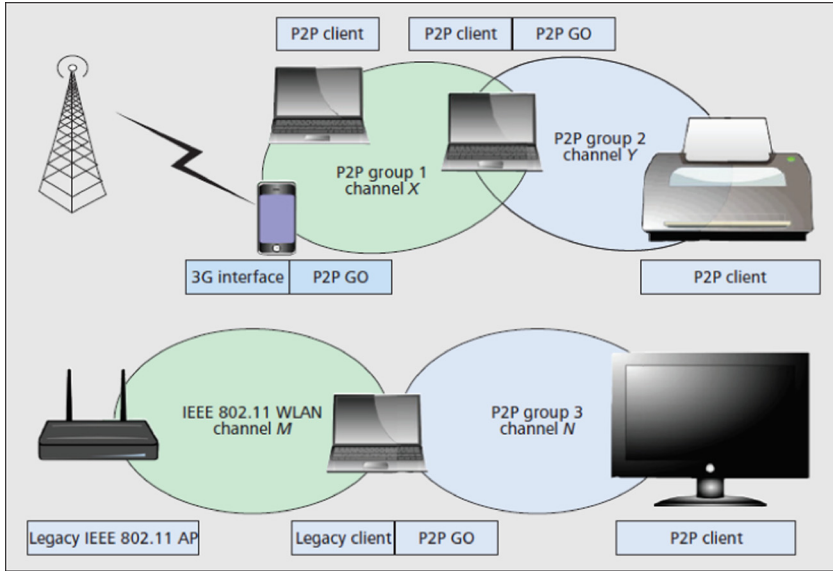 P2P client
P2P client
P2P GO
P2P group 1
channel X
P2P group 2
channel Y
3G interface
P2P GO
P2P client
IEEE 802.11 WLAN
channel M
P2P group 3
channel N
Legacy IEEE 802.11 AP
Legacy client
P2P GO
P2P client